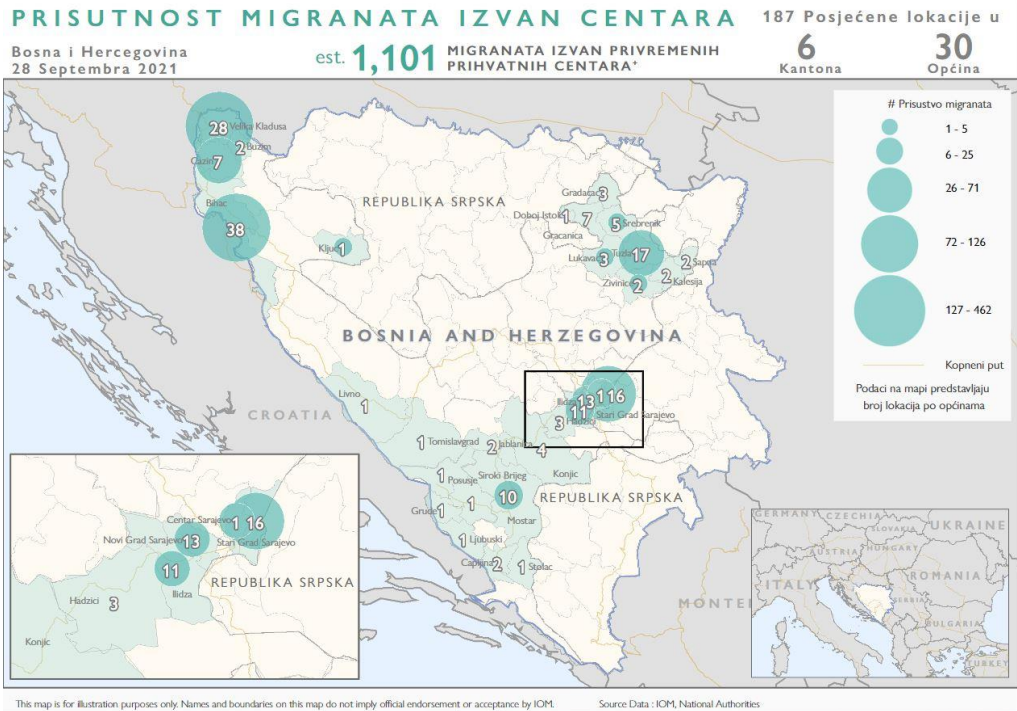 PRISUTNOST MIGRANATA IZVAN CENTARA
187 Posjećene lokacije u
Bosna i Hercegovina
28 Septembra 2021
est. 1,101 MIGRANATA IZVAN PRIVREMENIH
PRIHVATNIH CENTARA+
6
Kantona
30
Općina
# Prisustvo migranata
1 - 5
6 - 25
26 - 71
72 - 126
127 - 462
Kopneni put
Podaci na mapi predstavljaju
broj lokacija po općinama
28 Velika Kladusa
2 Buzim
Cazin
7
Bihac
38
Kljuc 1
REPUBLIKA SRPSKA
Gradacac 3
Doboj Istok 1
7
Gracanica
5 Srebrenik
Lukavac 3
Tuzla 17
2 Sapna
2 Kalesija
Zivinice 2
BOSNIA AND HERZEGOVINA
CROATIA
Livno
1
1 Tomislavgrad
2 Jablanica
4
Konjic
1 Posusje
Siroki Brijeg
1
10
Mostar
Grude 1
1 Ljubuski
Capljina 2
1 Stolac
Ilidza 13 1 16
11 Stari Grad Sarajevo
3 Hadzici
REPUBLIKA SRPSKA
MONTE
Centar Sarajevo 1 16
Novi Grad Sarajevo 13
Stari Grad Sarajevo
11
Ilidza
REPUBLIKA SRPSKA
Hadzici 3
Konjic
GERMANY
CZECHIA
SLOVAKIA
UKRAINE
AUSTRIA
HUNGARY
ROMANIA
ITALY
SERBIA
BULGARIA
TURKEY
This map is for illustration purposes only. Names and boundaries on this map do not imply official endorsement or acceptance by IOM.
Source Data : IOM, National Authorities